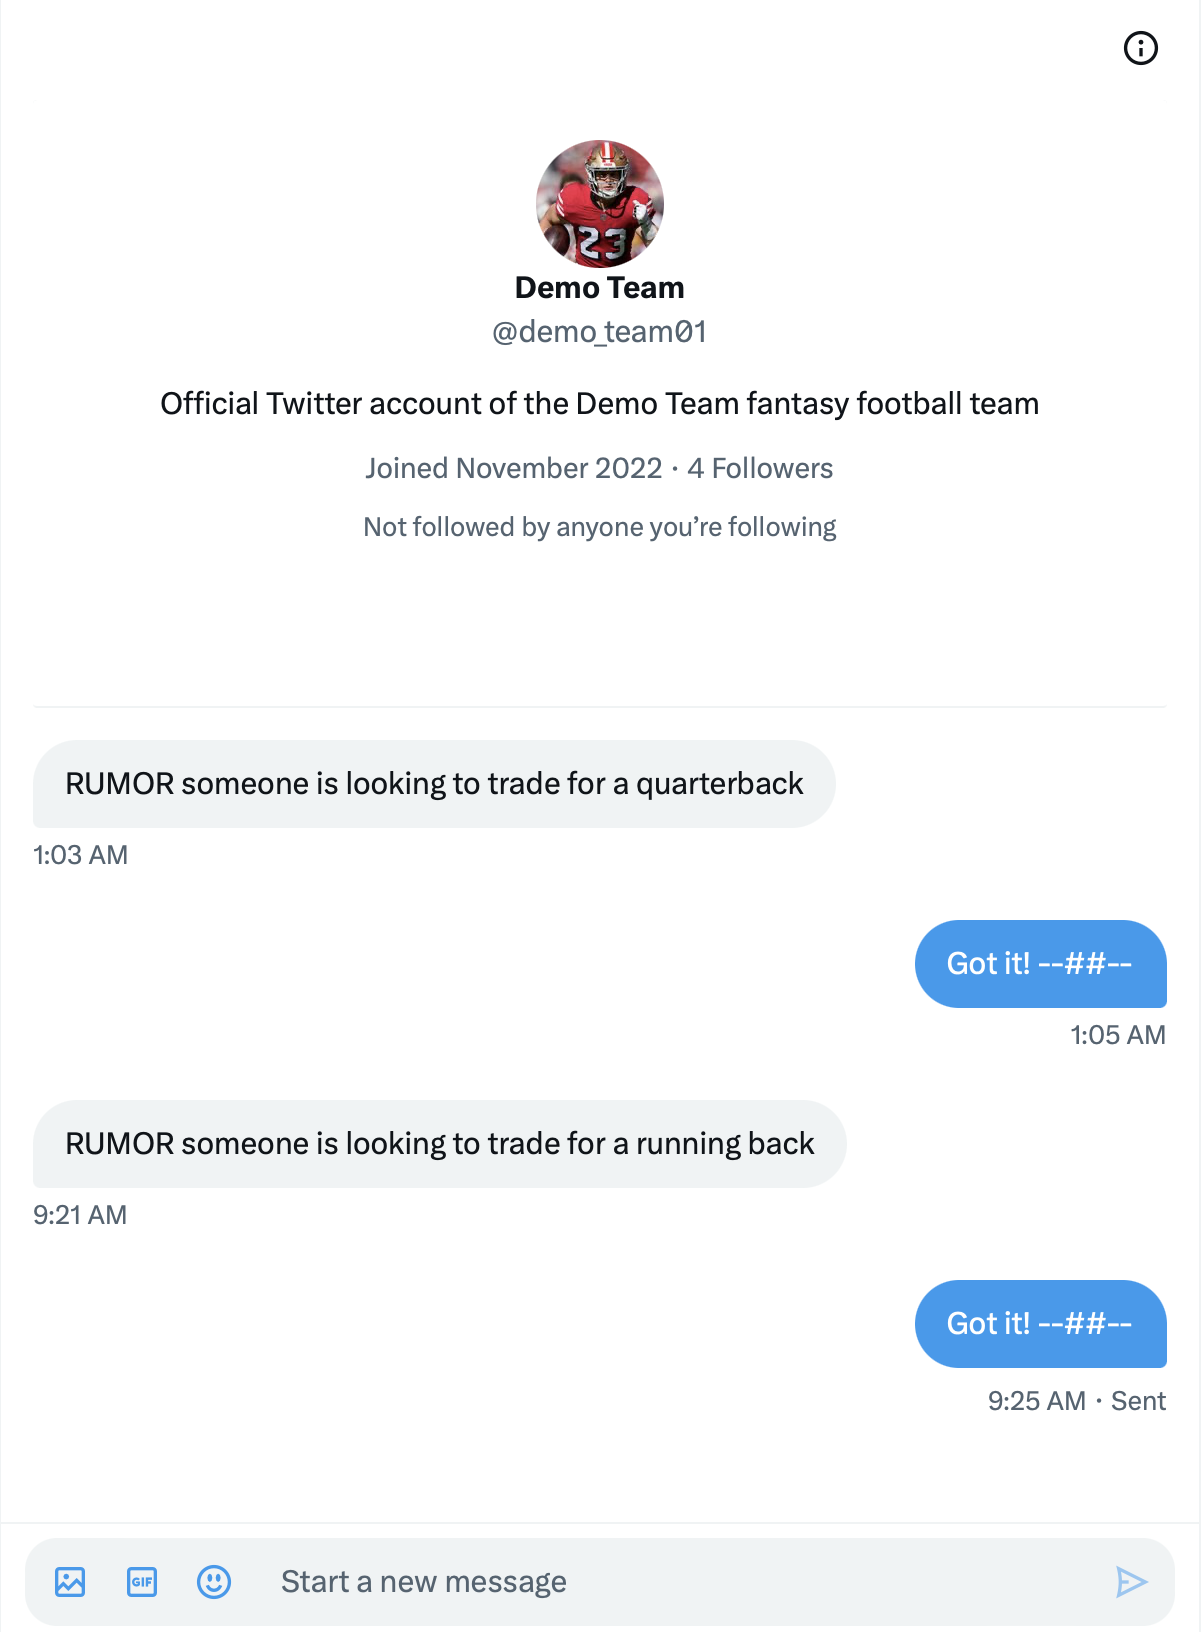 23
Demo Team
@demo_team01
Official Twitter account of the Demo Team fantasy football team
Joined November 2022 · 4 Followers
Not followed by anyone you’re following
RUMOR someone is looking to trade for a quarterback
1:03 AM
Got it! --##--
1:05 AM
RUMOR someone is looking to trade for a running back
9:21 AM
Got it! --##--
9:25 AM · Sent
GIF
Start a new message